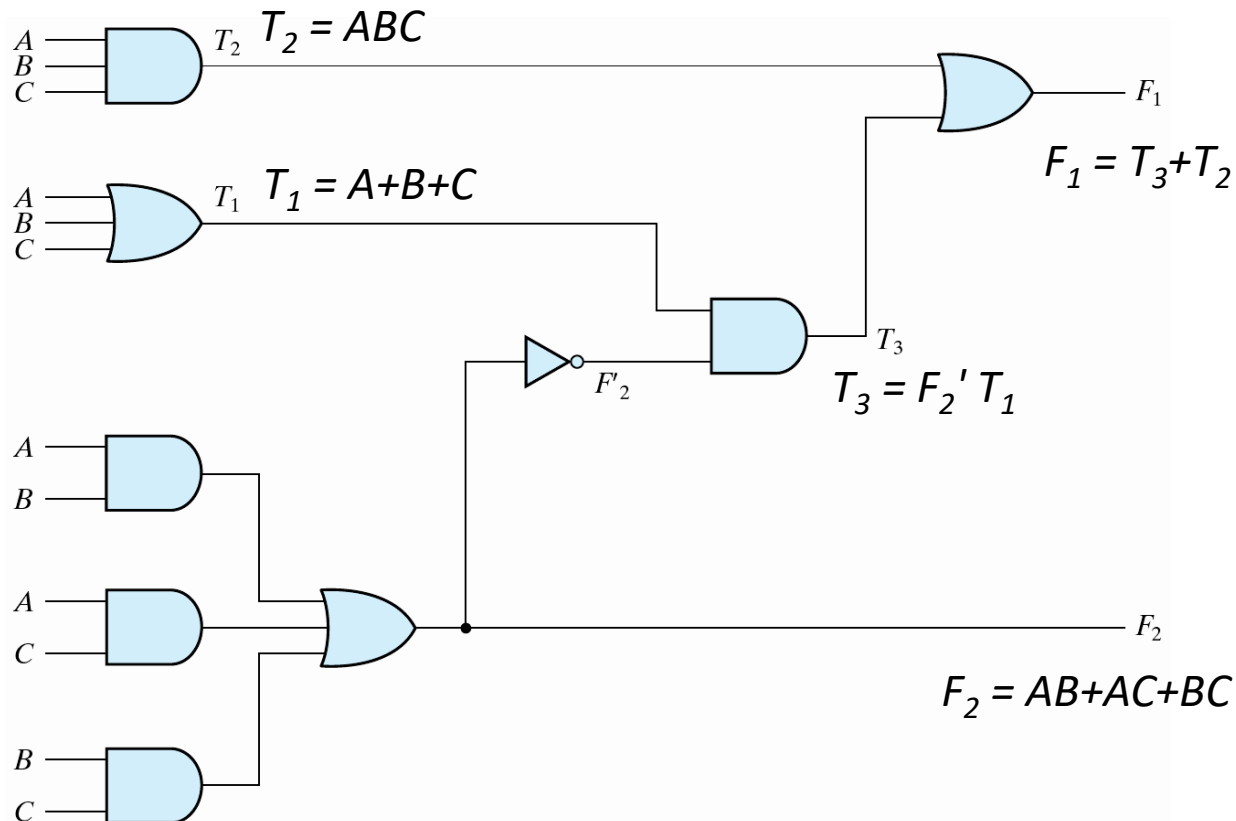 A
B
C
T₂ T₂ = ABC
F₁
F₁ = T₃+T₂
A
B
C
T₁ T₁ = A+B+C
T₃
F'₂
T₃ = F₂' T₁
A
B
A
C
F₂
F₂ = AB+AC+BC
B
C